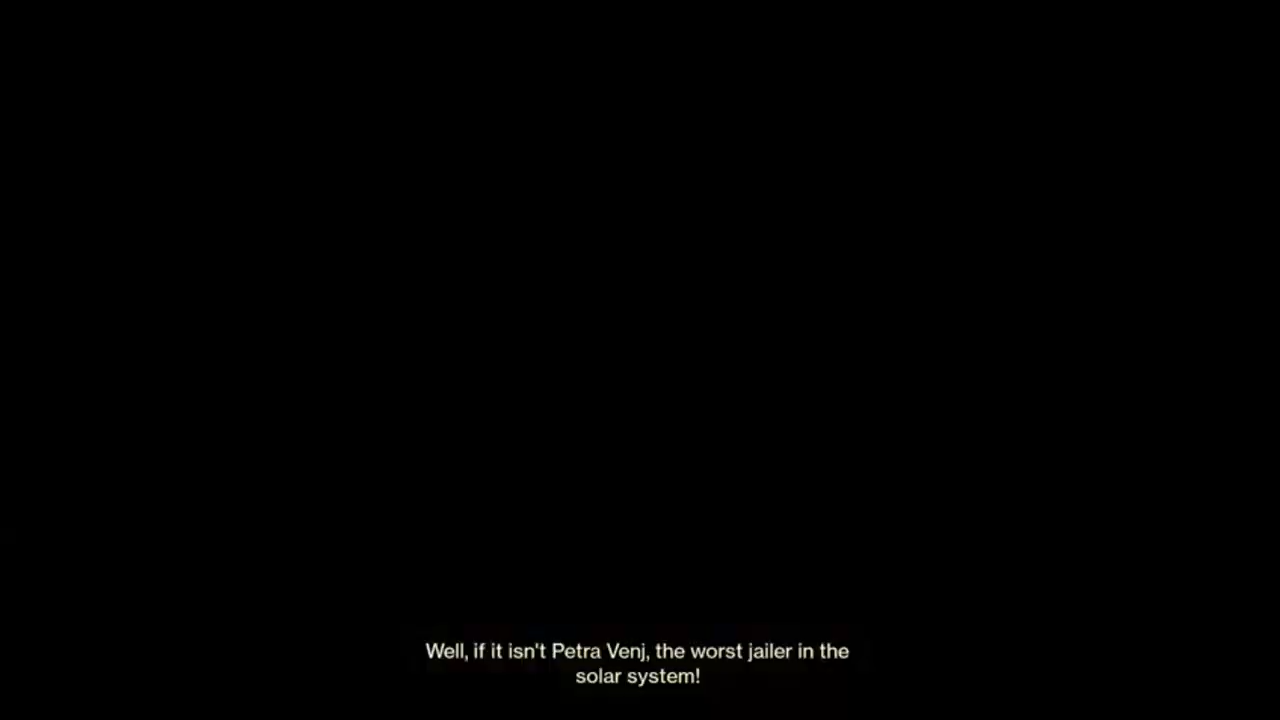 Well, if it isn't Petra Venj, the worst jailer in the
solar system!